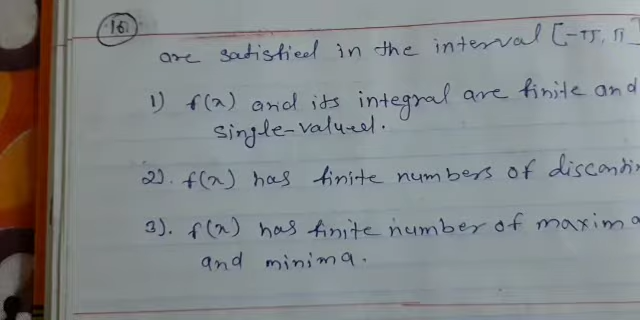 16
are satisfied in the interval [-π, π]
1) f(x) and its integral are finite and
single-valued.
2). f(x) has finite numbers of
3). f(x) has finite number of maxima
and minima.